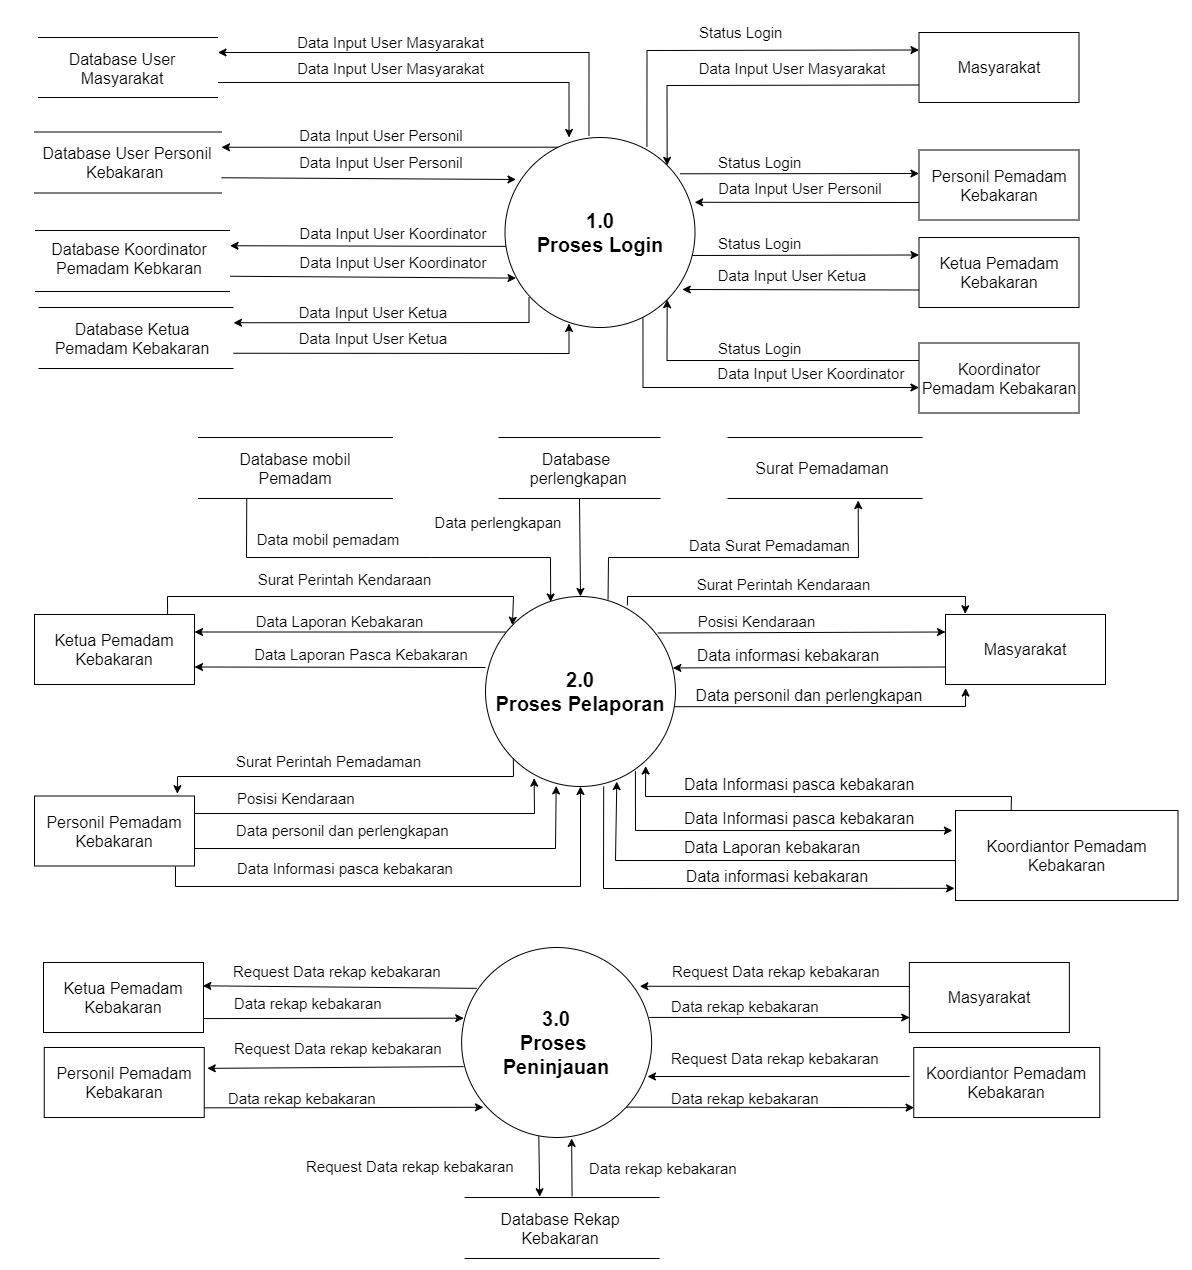 Status Login
Data Input User Masyarakat
Database User
Masyarakat
Data Input User Masyarakat
Data Input User Masyarakat
Masyarakat
Data Input User Personil
Database User Personil
Kebakaran
Data Input User Personil
Status Login
Data Input User Personil
Personil Pemadam
Kebakaran
1.0
Proses Login
Data Input User Koordinator
Database Koordinator
Pemadam Kebkaran
Data Input User Koordinator
Status Login
Data Input User Ketua
Ketua Pemadam
Kebakaran
Data Input User Ketua
Database Ketua
Pemadam Kebakaran
Data Input User Ketua
Status Login
Data Input User Koordinator
Koordinator
Pemadam Kebakaran
Database mobil
Pemadam
Database
perlengkapan
Surat Pemadaman
Data perlengkapan
Data mobil pemadam
Data Surat Pemadaman
Surat Perintah Kendaraan
Surat Perintah Kendaraan
Data Laporan Kebakaran
Posisi Kendaraan
Ketua Pemadam
Kebakaran
Masyarakat
Data Laporan Pasca Kebakaran
Data informasi kebakaran
2.0
Proses Pelaporan
Data personil dan perlengkapan
Surat Perintah Pemadaman
Posisi Kendaraan
Personil Pemadam
Kebakaran
Data personil dan perlengkapan
Data Informasi pasca kebakaran
Data Informasi pasca kebakaran
Data Informasi pasca kebakaran
Data Laporan kebakaran
Data informasi kebakaran
Koordiantor Pemadam
Kebakaran
Request Data rekap kebakaran
Ketua Pemadam
Kebakaran
Data rekap kebakaran
Request Data rekap kebakaran
Masyarakat
Data rekap kebakaran
3.0
Proses
Peninjauan
Request Data rekap kebakaran
Personil Pemadam
Kebakaran
Data rekap kebakaran
Request Data rekap kebakaran
Koordiantor Pemadam
Kebakaran
Data rekap kebakaran
Request Data rekap kebakaran
Data rekap kebakaran
Database Rekap
Kebakaran